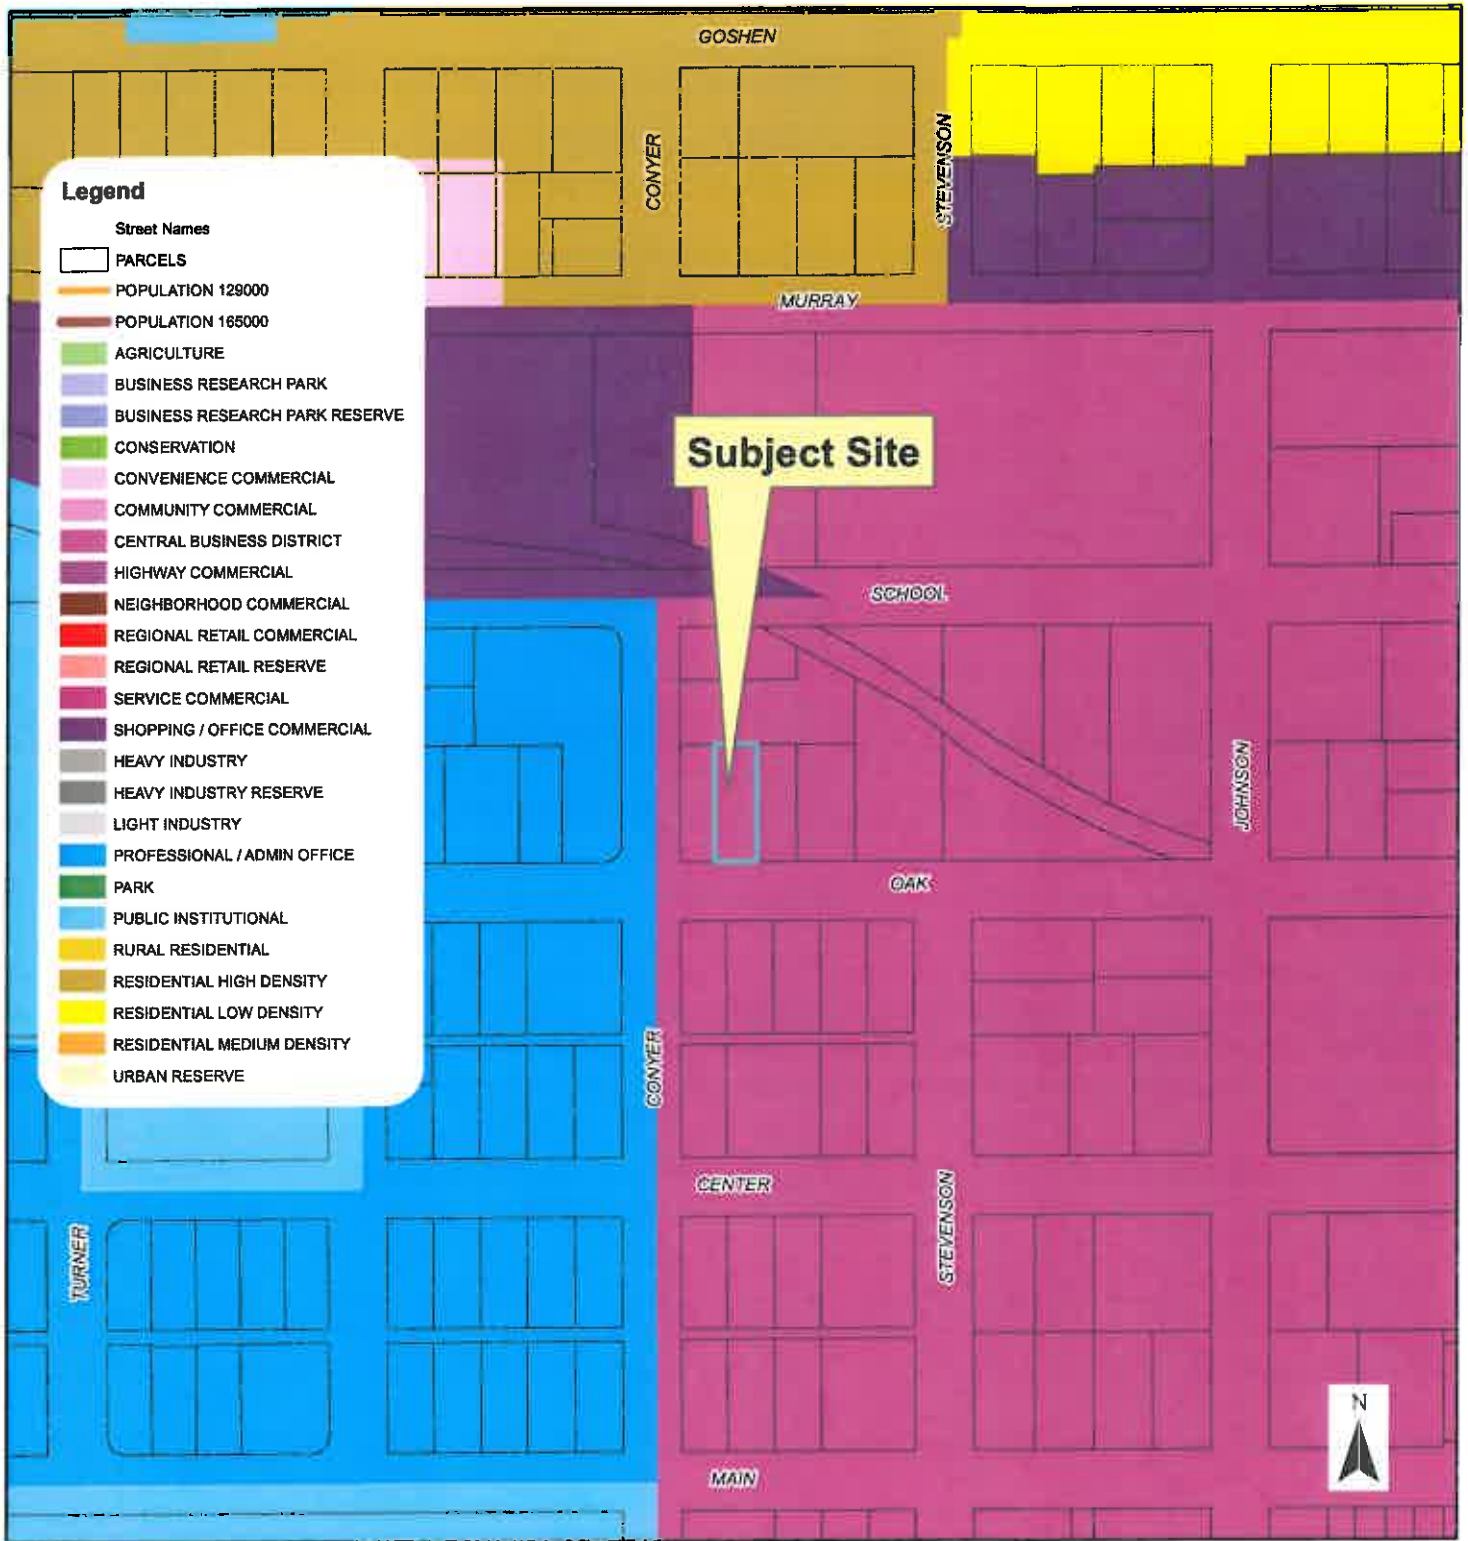 GOSHEN
CONYER
STEVENSON
Legend
Street Names
PARCELS
POPULATION 129000
POPULATION 165000
AGRICULTURE
BUSINESS RESEARCH PARK
BUSINESS RESEARCH PARK RESERVE
CONSERVATION
CONVENIENCE COMMERCIAL
COMMUNITY COMMERCIAL
CENTRAL BUSINESS DISTRICT
HIGHWAY COMMERCIAL
NEIGHBORHOOD COMMERCIAL
REGIONAL RETAIL COMMERCIAL
REGIONAL RETAIL RESERVE
SERVICE COMMERCIAL
SHOPPING / OFFICE COMMERCIAL
HEAVY INDUSTRY
HEAVY INDUSTRY RESERVE
LIGHT INDUSTRY
PROFESSIONAL / ADMIN OFFICE
PARK
PUBLIC INSTITUTIONAL
RURAL RESIDENTIAL
RESIDENTIAL HIGH DENSITY
RESIDENTIAL LOW DENSITY
RESIDENTIAL MEDIUM DENSITY
URBAN RESERVE
MURRAY
Subject Site
SCHOOL
JOHNSON
OAK
CONYER
CENTER
STEVENSON
TURNER
MAIN
N